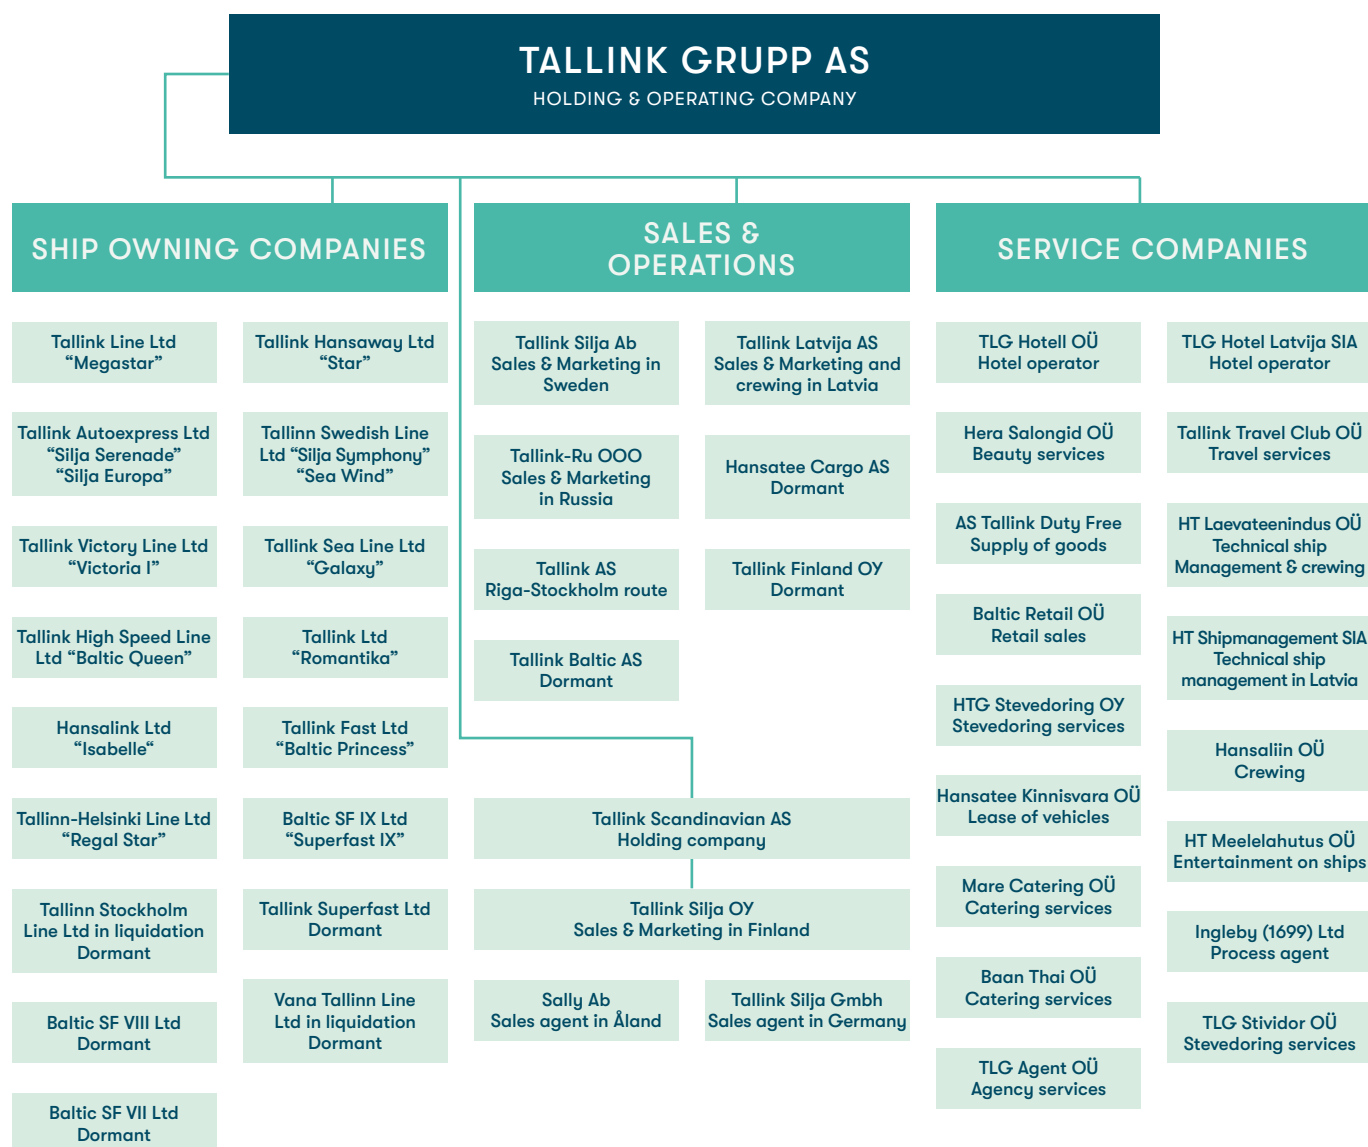 TALLINK GRUPP AS
HOLDING & OPERATING COMPANY
SHIP OWNING COMPANIES
Tallink Line Ltd
“Megastar”
Tallink Hansaway Ltd
“Star”
Tallink Autoexpress Ltd
“Silja Serenade”
“Silja Europa”
Tallinn Swedish Line
Ltd “Silja Symphony”
“Sea Wind”
Tallink Victory Line Ltd
“Victoria I”
Tallink Sea Line Ltd
“Galaxy”
Tallink High Speed Line
Ltd “Baltic Queen”
Tallink Ltd
“Romantika”
Hansalink Ltd
“Isabelle“
Tallink Fast Ltd
“Baltic Princess”
Tallinn-Helsinki Line Ltd
“Regal Star”
Baltic SF IX Ltd
“Superfast IX”
Tallinn Stockholm
Line Ltd in liquidation
Dormant
Tallink Superfast Ltd
Dormant
Baltic SF VIII Ltd
Dormant
Vana Tallinn Line
Ltd in liquidation
Dormant
Baltic SF VII Ltd
Dormant
SALES &
OPERATIONS
Tallink Silja Ab
Sales & Marketing in
Sweden
Tallink Latvija AS
Sales & Marketing and
crewing in Latvia
Tallink-Ru OOO
Sales & Marketing
in Russia
Hansatee Cargo AS
Dormant
Tallink AS
Riga-Stockholm route
Tallink Finland OY
Dormant
Tallink Baltic AS
Dormant
Tallink Scandinavian AS
Holding company
Tallink Silja OY
Sales & Marketing in Finland
Sally Ab
Sales agent in Åland
Tallink Silja Gmbh
Sales agent in Germany
SERVICE COMPANIES
TLG Hotell OÜ
Hotel operator
TLG Hotel Latvija SIA
Hotel operator
Hera Salongid OÜ
Beauty services
Tallink Travel Club OÜ
Travel services
AS Tallink Duty Free
Supply of goods
HT Laevateenindus OÜ
Technical ship
Management & crewing
Baltic Retail OÜ
Retail sales
HT Shipmanagement SIA
Technical ship
management in Latvia
HTG Stevedoring OY
Stevedoring services
Hansaliin OÜ
Crewing
Hansatee Kinnisvara OÜ
Lease of vehicles
HT Meelelahutus OÜ
Entertainment on ships
Mare Catering OÜ
Catering services
Ingleby (1699) Ltd
Process agent
Baan Thai OÜ
Catering services
TLG Stividor OÜ
Stevedoring services
TLG Agent OÜ
Agency services